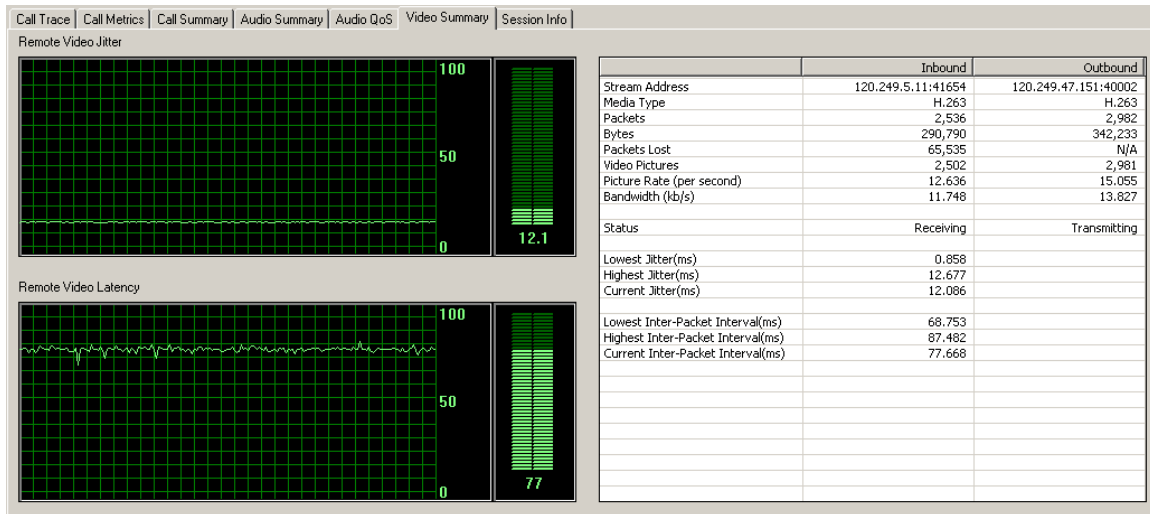 Call Trace Call Metrics Call Summary Audio Summary Audio QoS Video Summary Session Info
Remote Video Jitter
100
50
0
12.1
Remote Video Latency
100
50
0
77
Inbound Outbound
Stream Address 120.249.5.11:41654 120.249.47.151:40002
Media Type H.263 H.263
Packets 2,536 2,982
Bytes 290,790 342,233
Packets Lost 65,535 N/A
Video Pictures 2,502 2,981
Picture Rate (per second) 12.636 15.055
Bandwidth (kb/s) 11.748 13.827
Status Receiving Transmitting
Lowest Jitter(ms) 0.858
Highest Jitter(ms) 12.677
Current Jitter(ms) 12.086
Lowest Inter-Packet Interval(ms) 68.753
Highest Inter-Packet Interval(ms) 87.482
Current Inter-Packet Interval(ms) 77.668